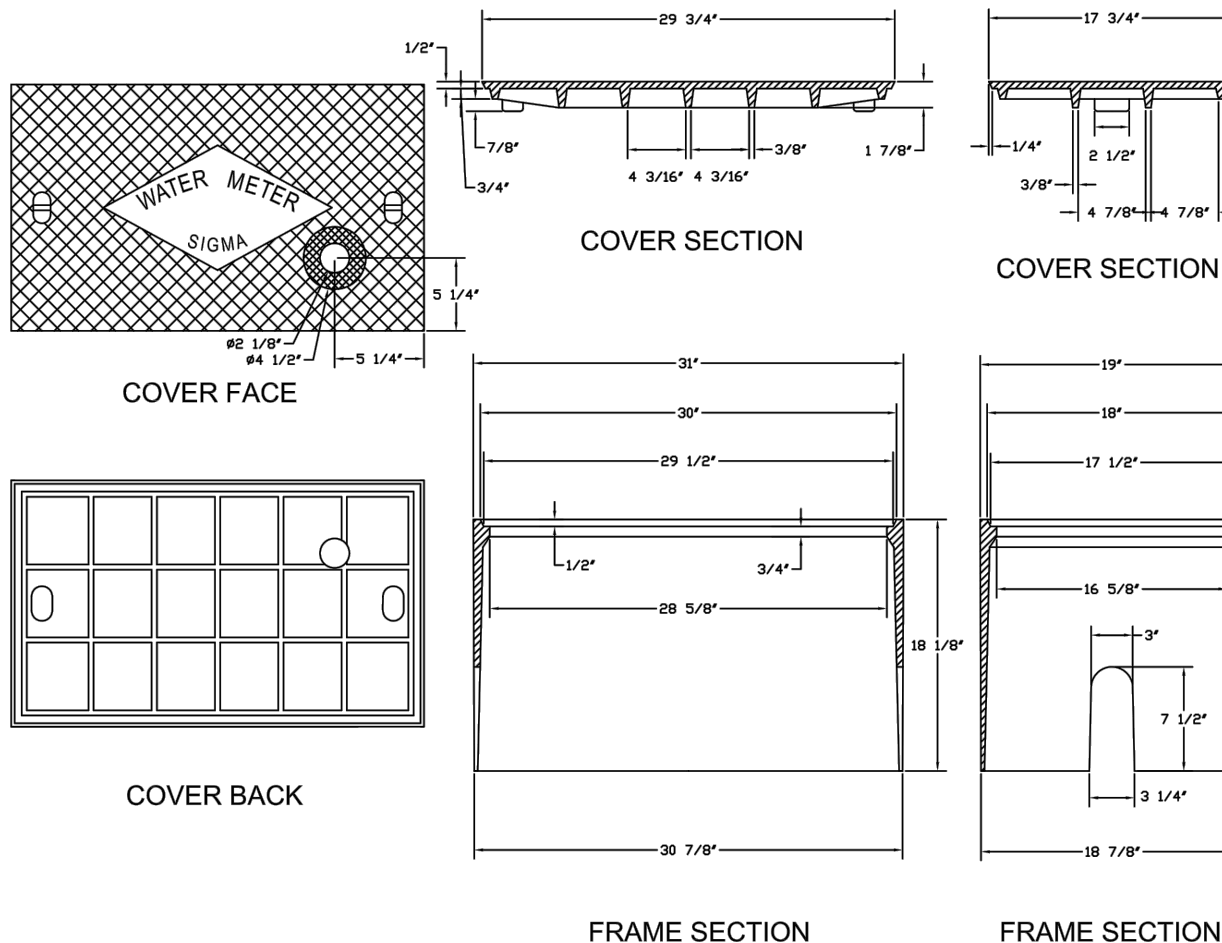 29 3/4"
17 3/4"
1/2"
7/8"
3/4"
4 3/16" 4 3/16"
3/8"
1 7/8"
1/4"
2 1/2"
3/8"
4 7/8" 4 7/8"
COVER SECTION
COVER SECTION
WATER METER
SIGMA
5 1/4"
ø2 1/8"
ø4 1/2"
5 1/4"
COVER FACE
31"
19"
30"
18"
29 1/2"
17 1/2"
1/2"
3/4"
28 5/8"
16 5/8"
18 1/8"
3"
7 1/2"
3 1/4"
30 7/8"
18 7/8"
COVER BACK
FRAME SECTION
FRAME SECTION